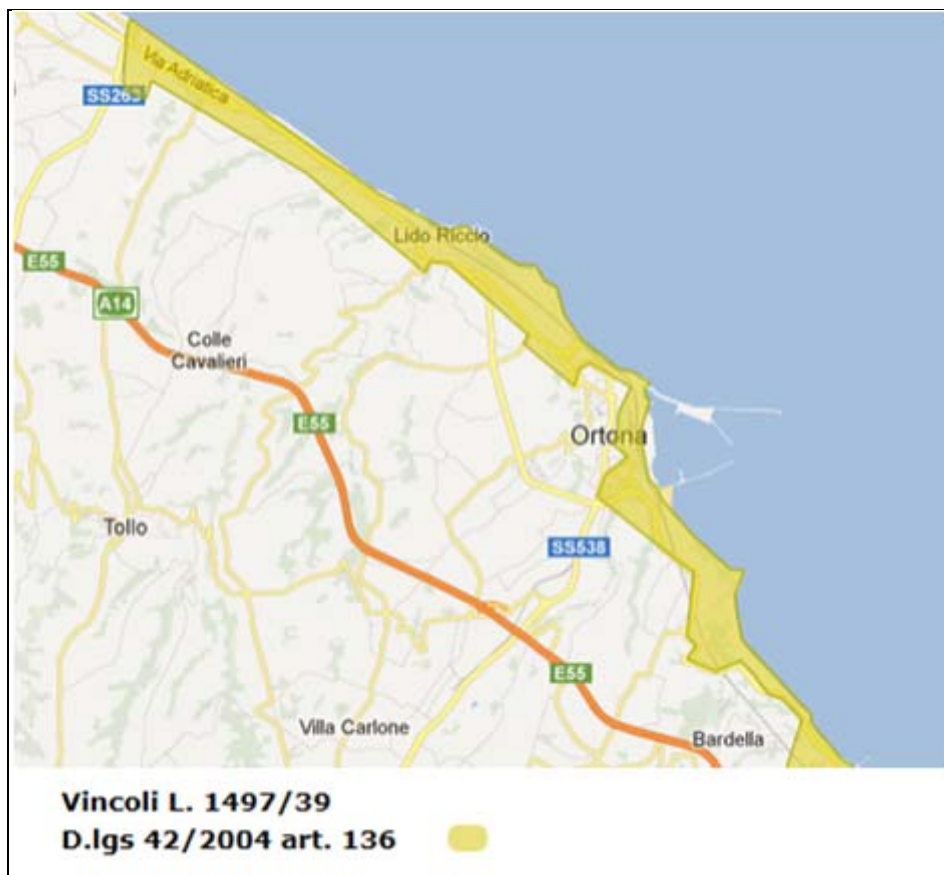 Via Adriatica
SS263
Lido Riccio
E55
A14
Colle
Cavalieri
E55
Ortona
Tollo
SS538
E55
Villa Carlone
Bardella
Vincoli L. 1497/39
D.lgs 42/2004 art. 136